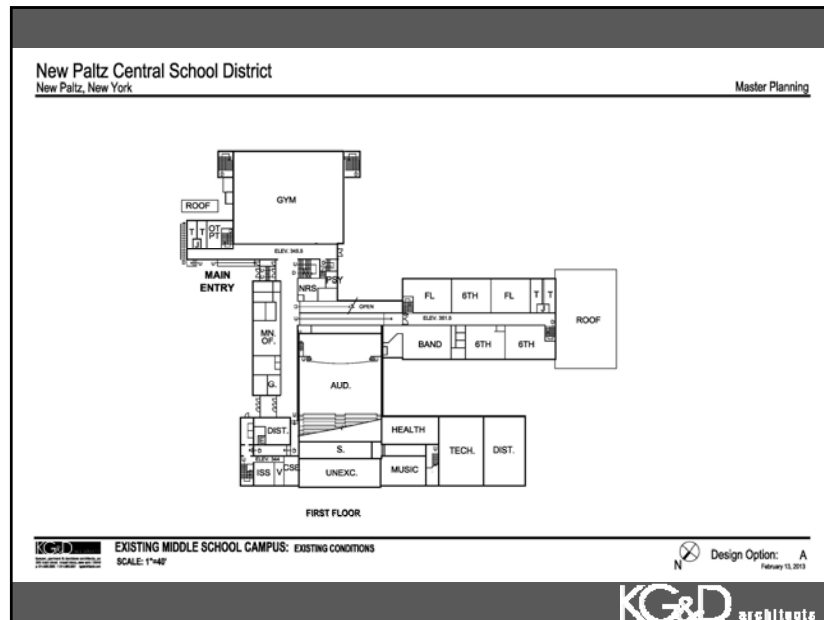 New Paltz Central School District
New Paltz, New York
Master Planning
GYM
ROOF
T T OT PT
J
ELEV. 345.5
MAIN ENTRY
NRS
PSY
OPEN
FL 6TH FL T T
J
ELEV. 351.5
ROOF
MN. OF.
BAND 6TH 6TH
G.
AUD.
DIST.
HEALTH
S.
TECH. DIST.
ISS V CSE
UNEXC.
MUSIC
FIRST FLOOR
KG&D
EXISTING MIDDLE SCHOOL CAMPUS: EXISTING CONDITIONS
SCALE: 1"=40'
N
Design Option: A
February 13, 2013
KG&D architects